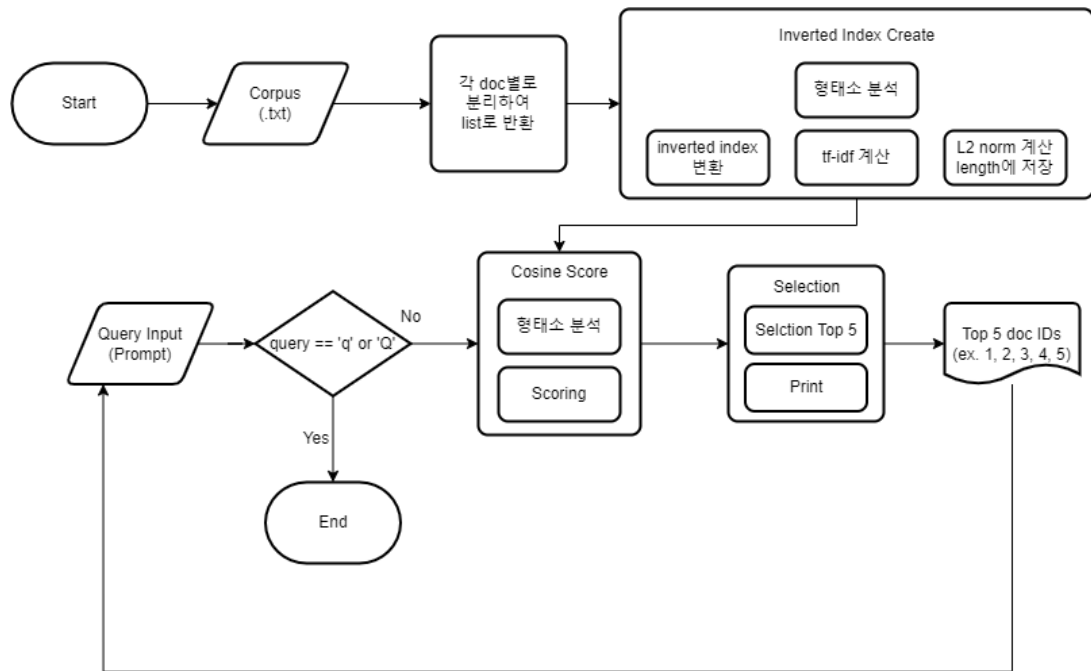 Start
Corpus
(.txt)
각 doc별로
분리하여
list로 반환
Inverted Index Create
형태소 분석
inverted index
변환
tf-idf 계산
L2 norm 계산
length에 저장
Query Input
(Prompt)
query == 'q' or 'Q'
No
Yes
End
Cosine Score
형태소 분석
Scoring
Selection
Selction Top 5
Print
Top 5 doc IDs
(ex. 1, 2, 3, 4, 5)